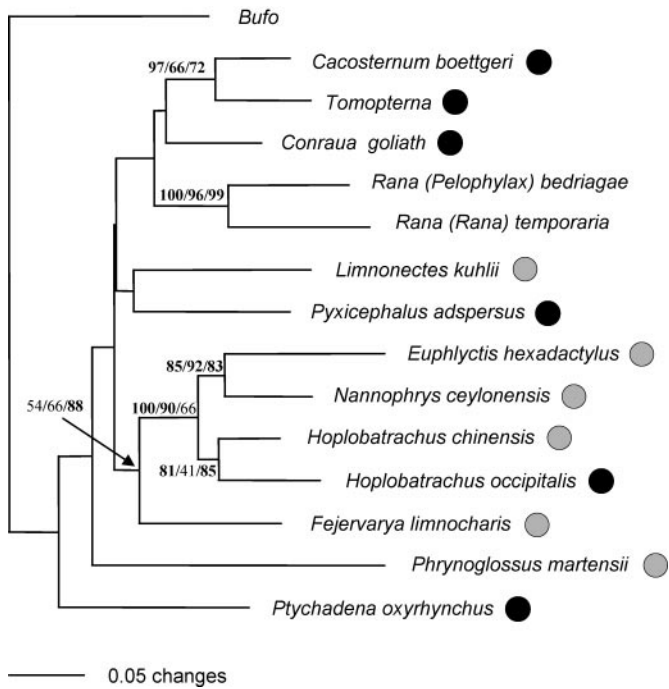 Bufo
97/66/72
Cacosternum boettgeri
Tomopterna
Conraua goliath
100/96/99
Rana (Pelophylax) bedriagae
Rana (Rana) temporaria
Limnonectes kuhlii
Pyxicephalus adspersus
85/92/83
Euphlyctis hexadactylus
Nannophrys ceylonensis
54/66/88
100/90/66
Hoplobatrachus chinensis
81/41/85
Hoplobatrachus occipitalis
Fejervarya limnocharis
Phrynoglossus martensii
Ptychadena oxyrhynchus
0.05 changes